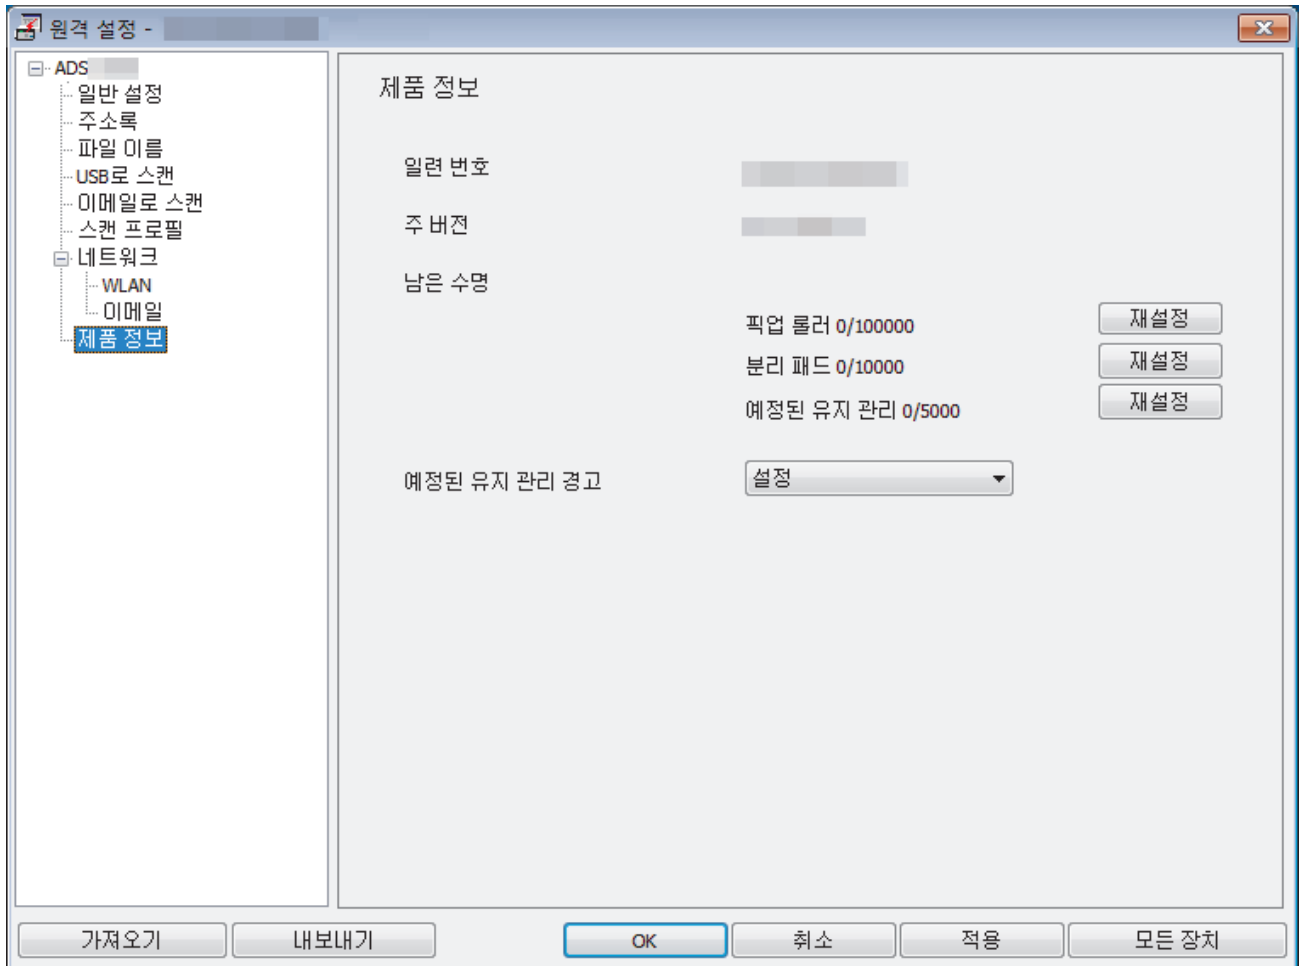 원격 설정 -
ADS
일반 설정
주소록
파일 이름
USB로 스캔
이메일로 스캔
스캔 프로필
네트워크
WLAN
이메일
제품 정보
제품 정보
일련 번호
주 버전
남은 수명
픽업 롤러 0/100000 재설정
분리 패드 0/10000 재설정
예정된 유지 관리 0/5000 재설정
예정된 유지 관리 경고 설정
가져오기 내보내기 OK 취소 적용 모든 장치